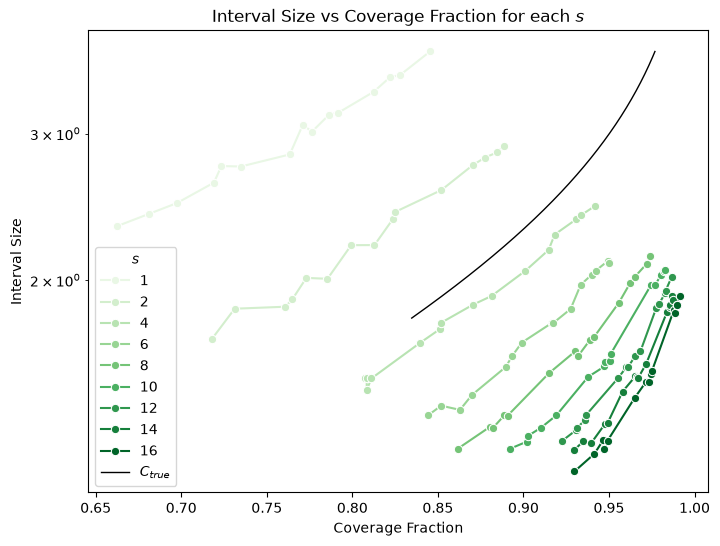 Interval Size vs Coverage Fraction for each s
Interval Size
3 × 10⁰
2 × 10⁰
s
1
2
4
6
8
10
12
14
16
C_true
0.65 0.70 0.75 0.80 0.85 0.90 0.95 1.00
Coverage Fraction